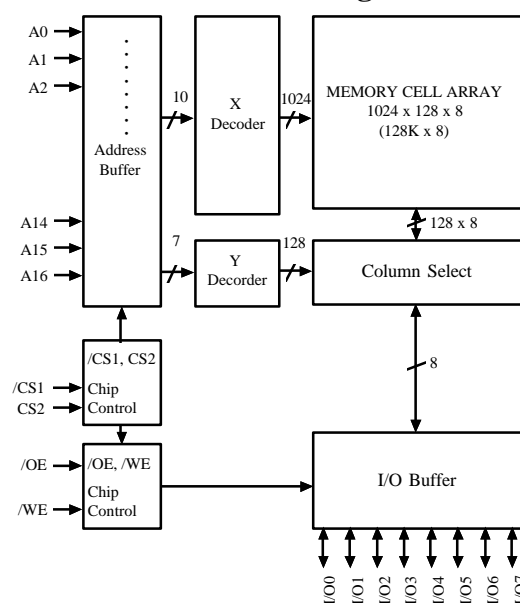 A0
A1
A2
A14
A15
A16
Address
Buffer
10
X
Decoder
1024
MEMORY CELL ARRAY
1024 x 128 x 8
(128K x 8)
128 x 8
7
Y
Decorder
128
Column Select
/CS1, CS2
Chip
Control
/CS1
CS2
8
/OE
/WE
/OE, /WE
Chip
Control
I/O Buffer
I/O0
I/O1
I/O2
I/O3
I/O4
I/O5
I/O6
I/O7